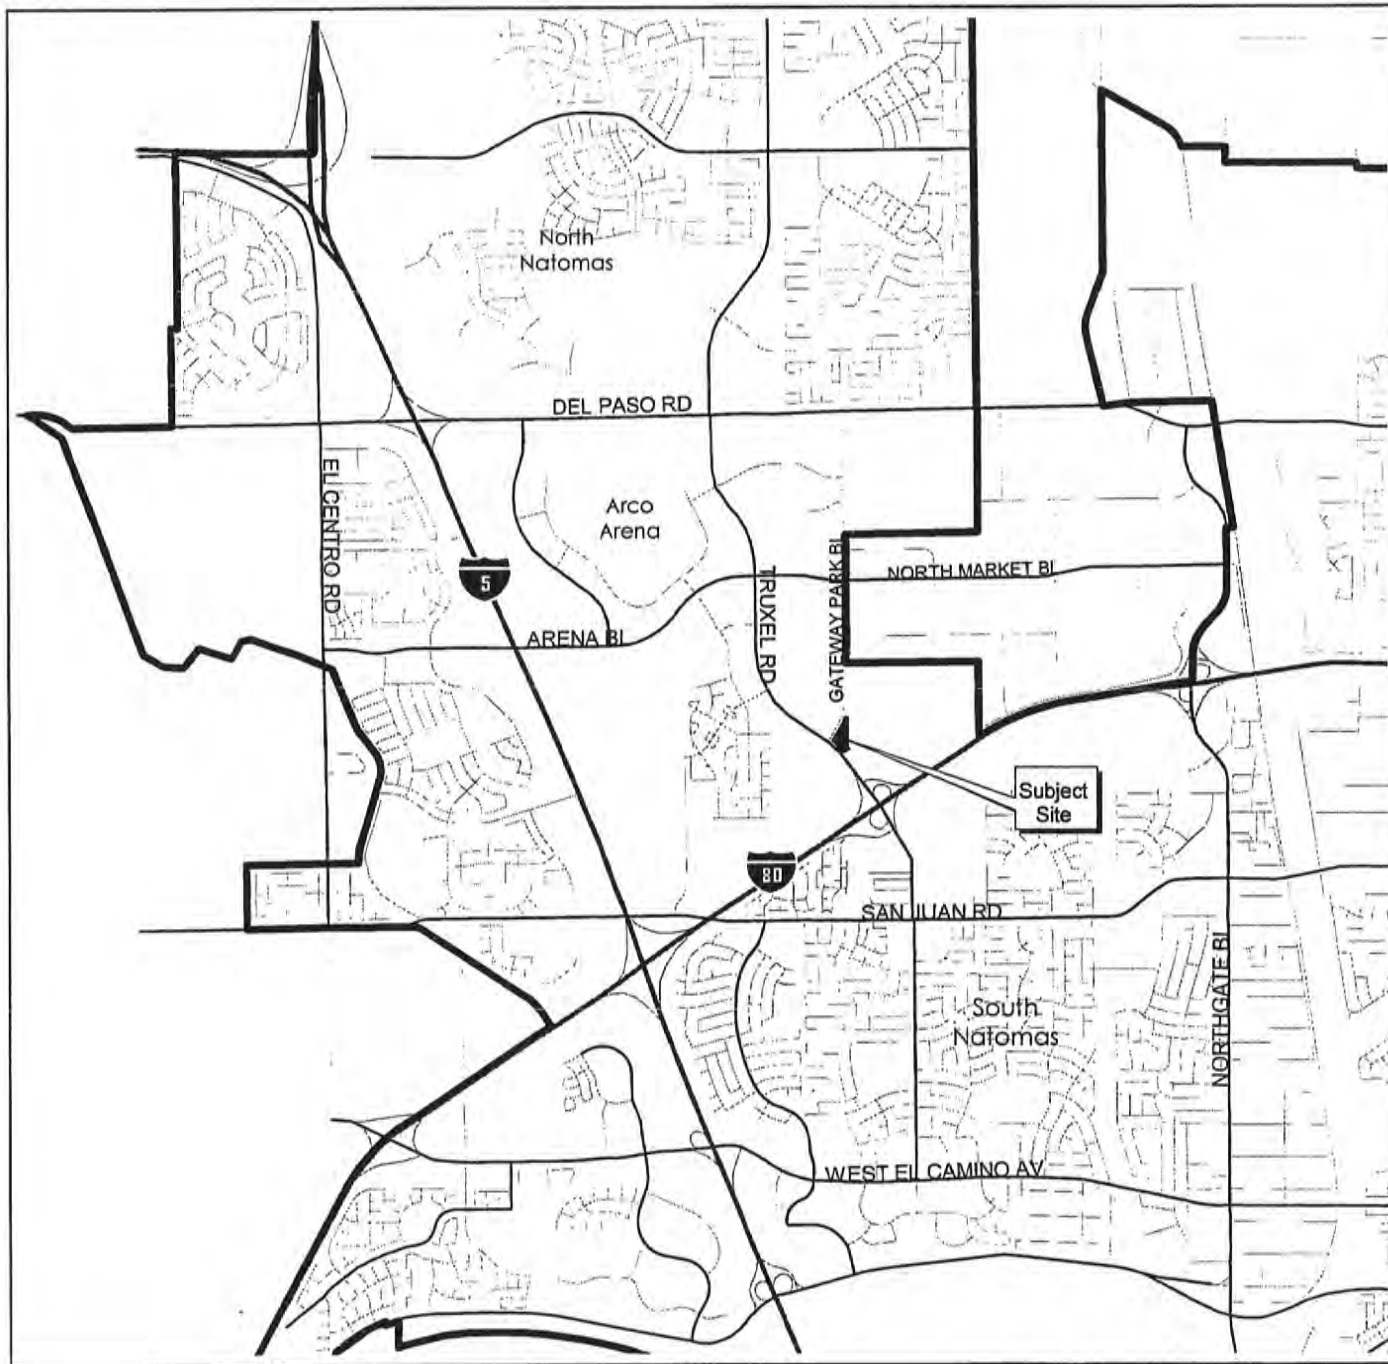 North
Natomas
DEL PASO RD
EL CENTRO RD
Arco
Arena
5
TRUXEL RD
GATEWAY PARK BL
NORTH MARKET BL
ARENA BL
Subject
Site
80
SAN JUAN RD
South
Natomas
NORTHGATE BL
WEST EL CAMINO AV